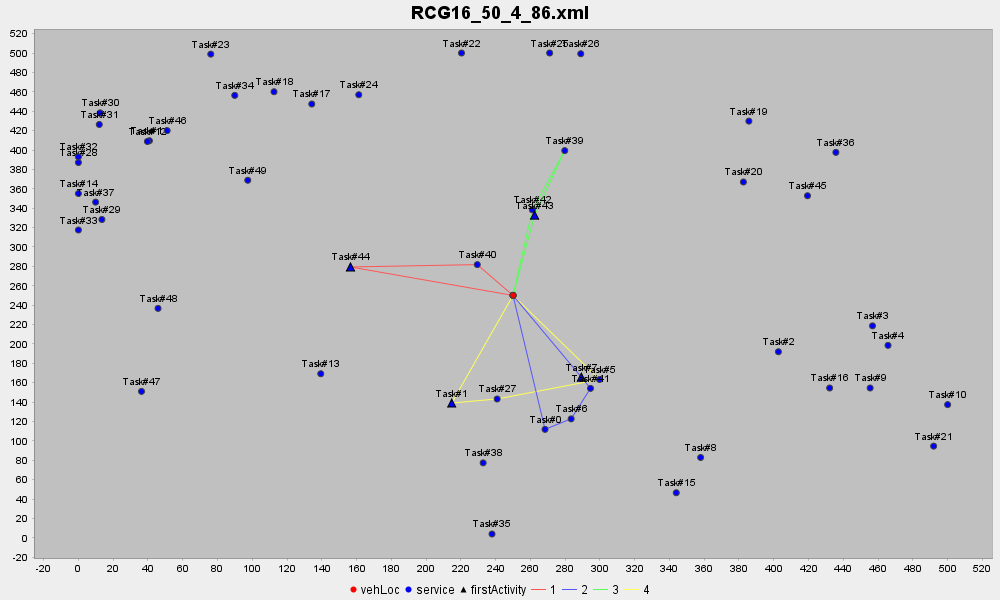 RCG16_50_4_86.xml
520
500
480
460
440
420
400
380
360
340
320
300
280
260
240
220
200
180
160
140
120
100
80
60
40
20
0
-20
Task#23
Task#22
Task#26
Task#34
Task#18
Task#17
Task#24
Task#30
Task#31
Task#46
Task#19
Task#39
Task#36
Task#32
Task#28
Task#49
Task#20
Task#14
Task#37
Task#45
Task#29
Task#42
Task#43
Task#33
Task#44
Task#40
Task#48
Task#3
Task#4
Task#2
Task#13
Task#7
Task#5
Task#41
Task#16
Task#9
Task#47
Task#1
Task#27
Task#10
Task#6
Task#0
Task#21
Task#38
Task#8
Task#15
Task#35
-20 0 20 40 60 80 100 120 140 160 180 200 220 240 260 280 300 320 340 360 380 400 420 440 460 480 500 520
vehLoc service firstActivity 1 2 3 4